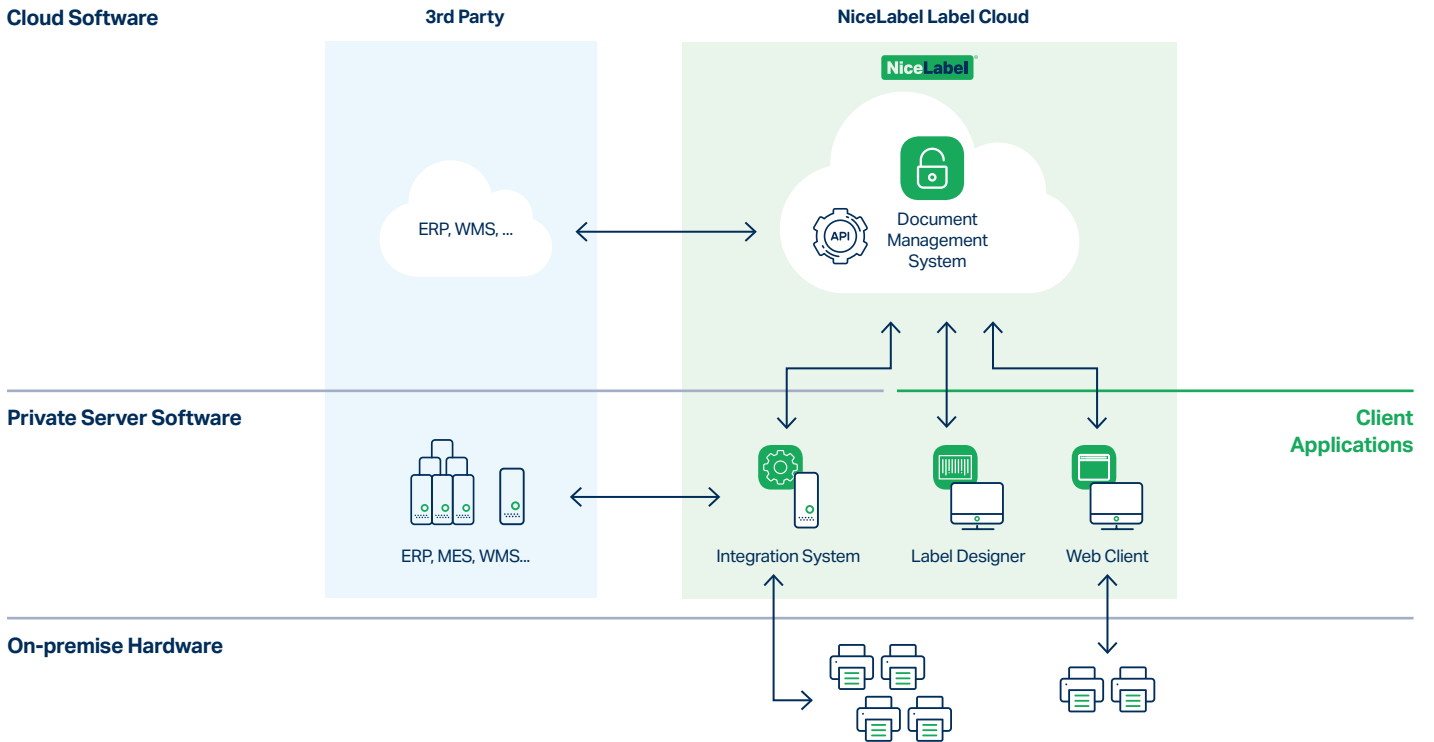 Cloud Software
3rd Party
NiceLabel Label Cloud
NiceLabel
ERP, WMS, ...
API
Document
Management
System
Private Server Software
Client
Applications
ERP, MES, WMS...
Integration System
Label Designer
Web Client
On-premise Hardware